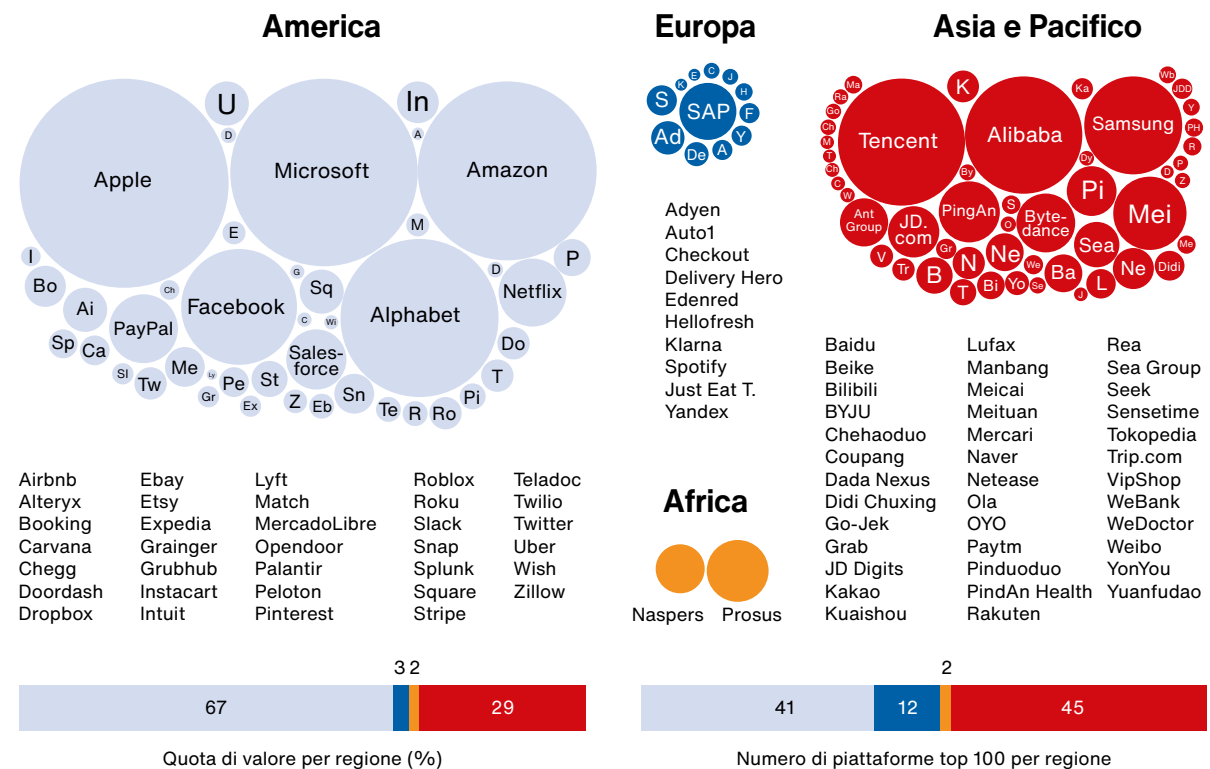 America
Europa
Asia e Pacifico
U
In
D
A
Apple
Microsoft
Amazon
E
M
I
Bo
Ai
Ch
G
Sq
D
P
Netflix
PayPal
Facebook
C
Wi
Alphabet
Sp
Ca
Sales-
force
Do
Sl
Tw
Me
Ly
Pe
St
T
Gr
Ex
Z
Eb
Sn
Te
R
Ro
Pi
C
E
J
K
H
S
SAP
F
Ad
Y
De
A
Ma
Ra
Go
Ch
M
T
Ch
C
W
K
Ka
Wb
JDD
Y
PH
R
P
D
Z
Tencent
Alibaba
Samsung
By
Dy
Pi
Mei
Ant
Group
JD.
com
PingAn
S
O
Byte-
dance
Sea
Me
V
Tr
Gr
B
N
Ne
T
Bi
Yo
We
Se
Ba
J
L
Ne
Didi
Adyen
Auto1
Checkout
Delivery Hero
Edenred
Hellofresh
Klarna
Spotify
Just Eat T.
Yandex
Airbnb
Alteryx
Booking
Carvana
Chegg
Doordash
Dropbox
Ebay
Etsy
Expedia
Grainger
Grubhub
Instacart
Intuit
Lyft
Match
MercadoLibre
Opendoor
Palantir
Peloton
Pinterest
Roblox
Roku
Slack
Snap
Splunk
Square
Stripe
Teladoc
Twilio
Twitter
Uber
Wish
Zillow
Africa
Naspers
Prosus
Baidu
Beike
Bilibili
BYJU
Chehaoduo
Coupang
Dada Nexus
Didi Chuxing
Go-Jek
Grab
JD Digits
Kakao
Kuaishou
Lufax
Manbang
Meicai
Meituan
Mercari
Naver
Netease
Ola
OYO
Paytm
Pinduoduo
PindAn Health
Rakuten
Rea
Sea Group
Seek
Sensetime
Tokopedia
Trip.com
VipShop
WeBank
WeDoctor
Weibo
YonYou
Yuanfudao
67
3
2
29
Quota di valore per regione (%)
41
12
2
45
Numero di piattaforme top 100 per regione